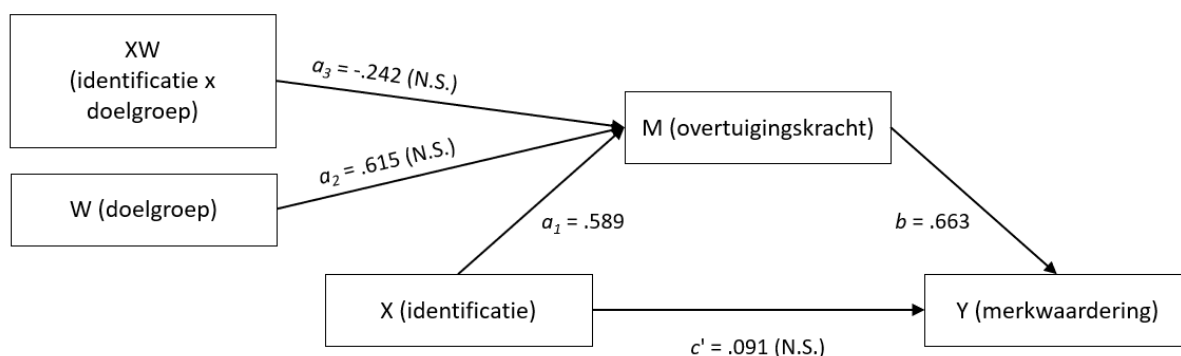 XW
(identificatie x
doelgroep)
a3 = -.242 (N.S.)
M (overtuigingskracht)
a2 = .615 (N.S.)
W (doelgroep)
a1 = .589
b = .663
X (identificatie)
Y (merkwaardering)
c' = .091 (N.S.)